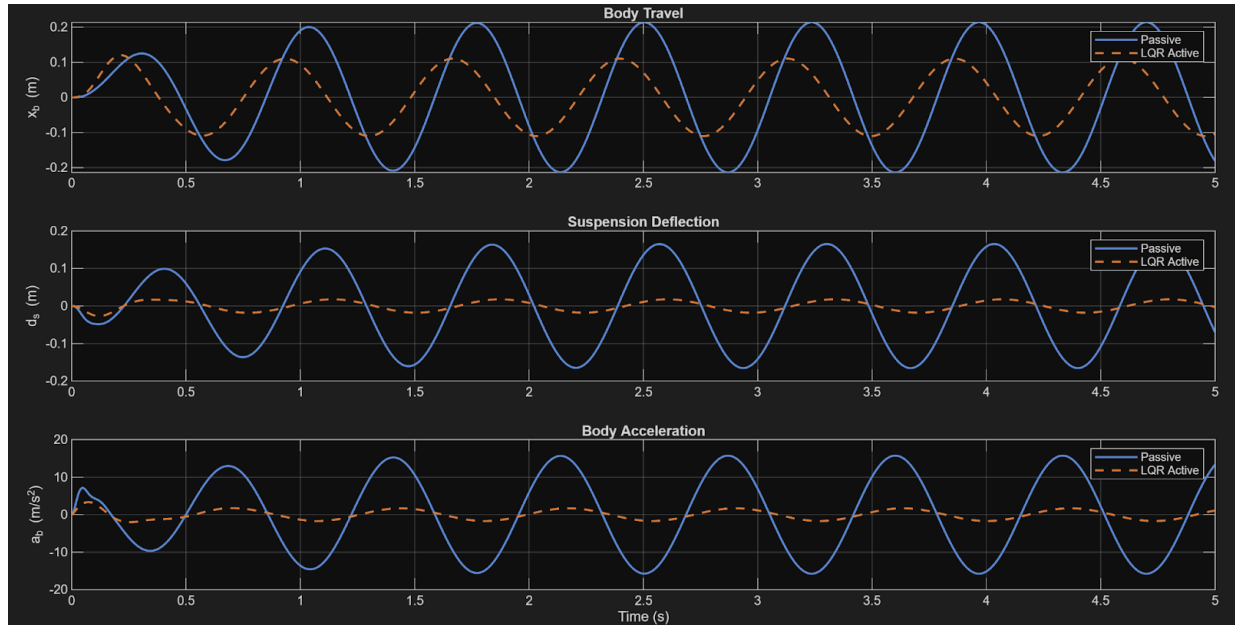 Body Travel
0.2
0.1
0
-0.1
-0.2
x_b (m)
Passive
LQR Active
0 0.5 1 1.5 2 2.5 3 3.5 4 4.5 5
Suspension Deflection
0.2
0.1
0
-0.1
-0.2
d_s (m)
Passive
LQR Active
0 0.5 1 1.5 2 2.5 3 3.5 4 4.5 5
Body Acceleration
20
10
0
-10
-20
a_b (m/s²)
Passive
LQR Active
0 0.5 1 1.5 2 2.5 3 3.5 4 4.5 5
Time (s)